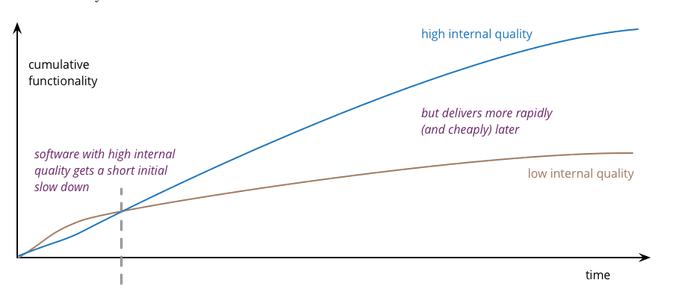 high internal quality
cumulative
functionality
but delivers more rapidly
(and cheaply) later
software with high internal
quality gets a short initial
slow down
low internal quality
time